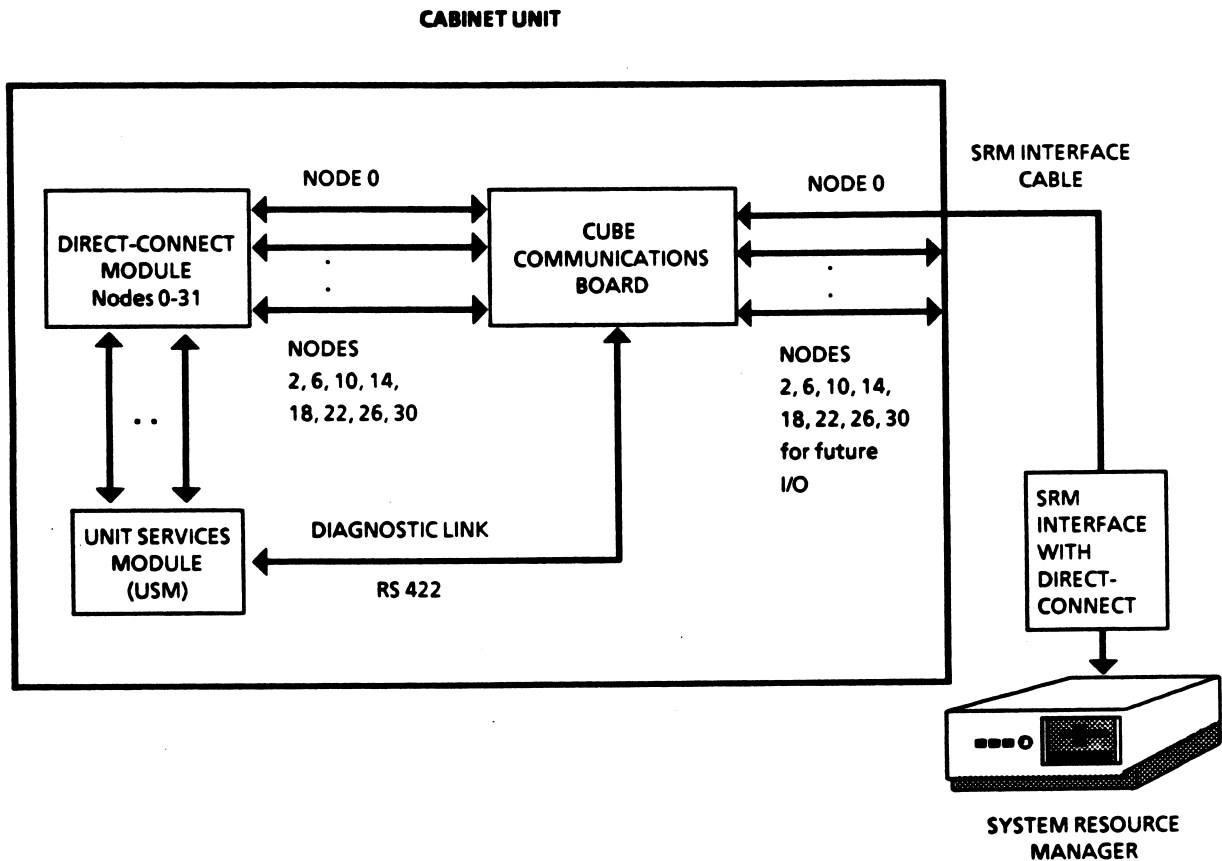 CABINET UNIT
SRM INTERFACE
CABLE
NODE 0
NODE 0
DIRECT-CONNECT
MODULE
Nodes 0-31
CUBE
COMMUNICATIONS
BOARD
NODES
2, 6, 10, 14,
18, 22, 26, 30
NODES
2, 6, 10, 14,
18, 22, 26, 30
for future
I/O
UNIT SERVICES
MODULE
(USM)
DIAGNOSTIC LINK
RS 422
SRM
INTERFACE
WITH
DIRECT-
CONNECT
SYSTEM RESOURCE
MANAGER